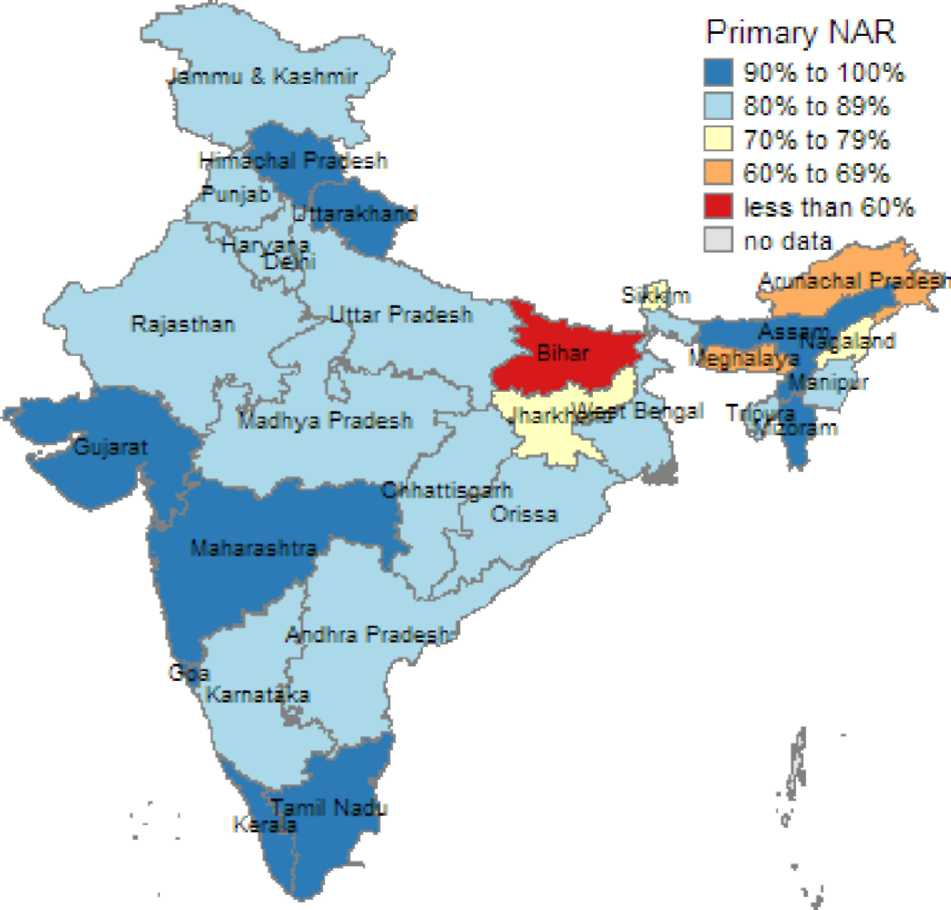 Primary NAR
90% to 100%
80% to 89%
70% to 79%
60% to 69%
less than 60%
no data
Jammu & Kashmir
Himachal Pradesh
Punjab
Uttarakhand
Haryana
Delhi
Rajasthan
Uttar Pradesh
Sikkim
Arunachal Pradesh
Assam
Nagaland
Meghalaya
Manipur
Tripura
Mizoram
Bihar
Jharkhand
West Bengal
Gujarat
Madhya Pradesh
Chhattisgarh
Orissa
Maharashtra
Andhra Pradesh
Goa
Karnataka
Tamil Nadu
Kerala